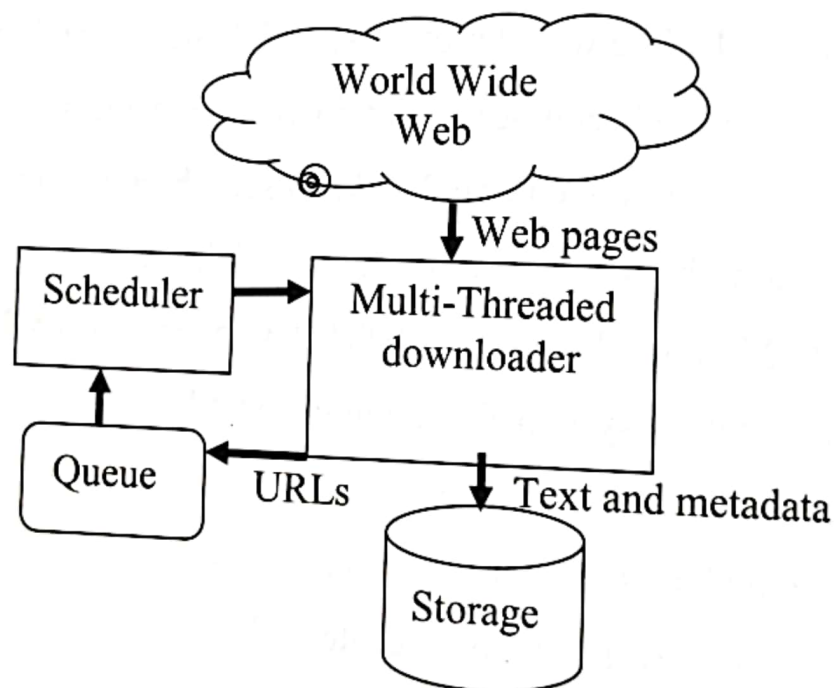 World Wide
Web
Web pages
Scheduler
Multi-Threaded
downloader
Queue
URLs
Text and metadata
Storage